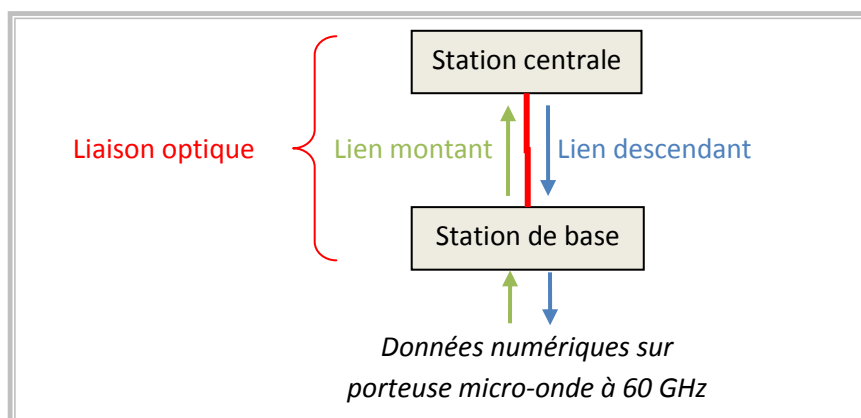 Station centrale
Liaison optique
Lien montant
Lien descendant
Station de base
Données numériques sur
porteuse micro-onde à 60 GHz